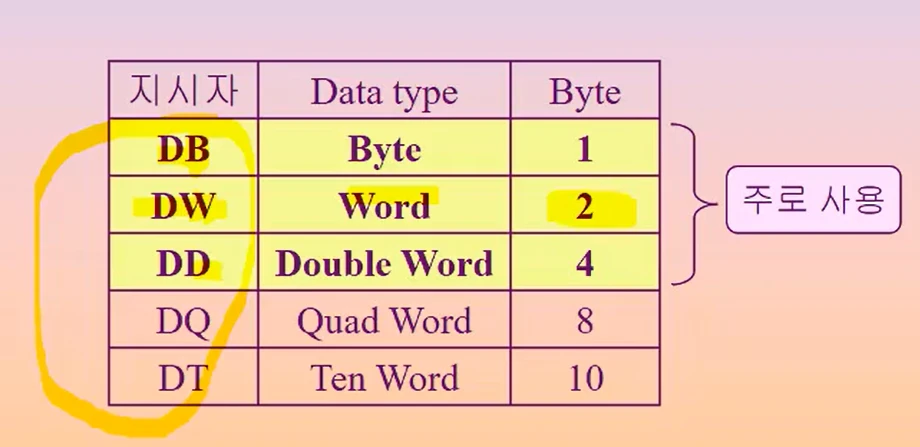 지시자 Data type Byte
DB Byte 1
DW Word 2
DD Double Word 4
DQ Quad Word 8
DT Ten Word 10
주로 사용